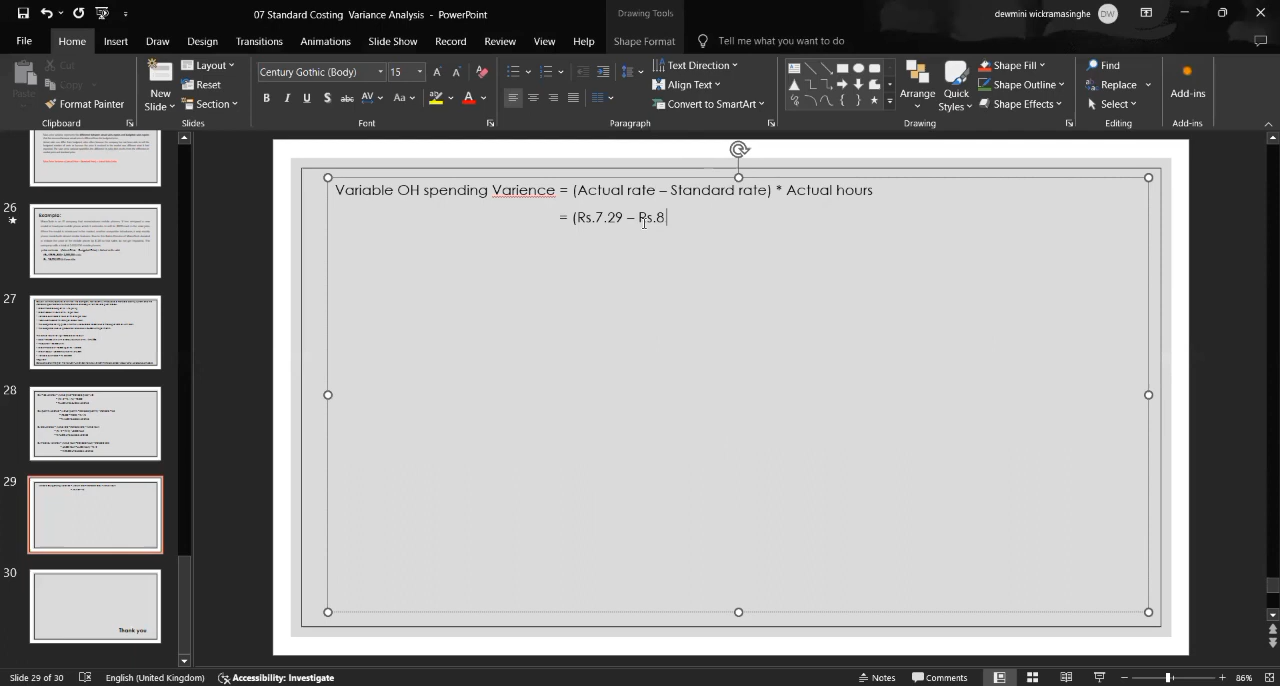 07 Standard Costing Variance Analysis - PowerPoint
Drawing Tools
dewmini wickramasinghe DW
File Home Insert Draw Design Transitions Animations Slide Show Record Review View Help Shape Format Tell me what you want to do
Cut
Copy
Format Painter
Paste
Clipboard
New Slide
Layout
Reset
Section
Slides
Century Gothic (Body) 15
Font
Text Direction
Align Text
Convert to SmartArt
Paragraph
Arrange
Quick Styles
Shape Fill
Shape Outline
Shape Effects
Drawing
Find
Replace
Select
Editing
Add-ins
Add-ins
26
Example:
27
28
29
30
Thank you
Variable OH spending Varience = (Actual rate – Standard rate) * Actual hours
= (Rs.7.29 – Rs.8
Slide 29 of 30 English (United Kingdom) Accessibility: Investigate Notes Comments 86%